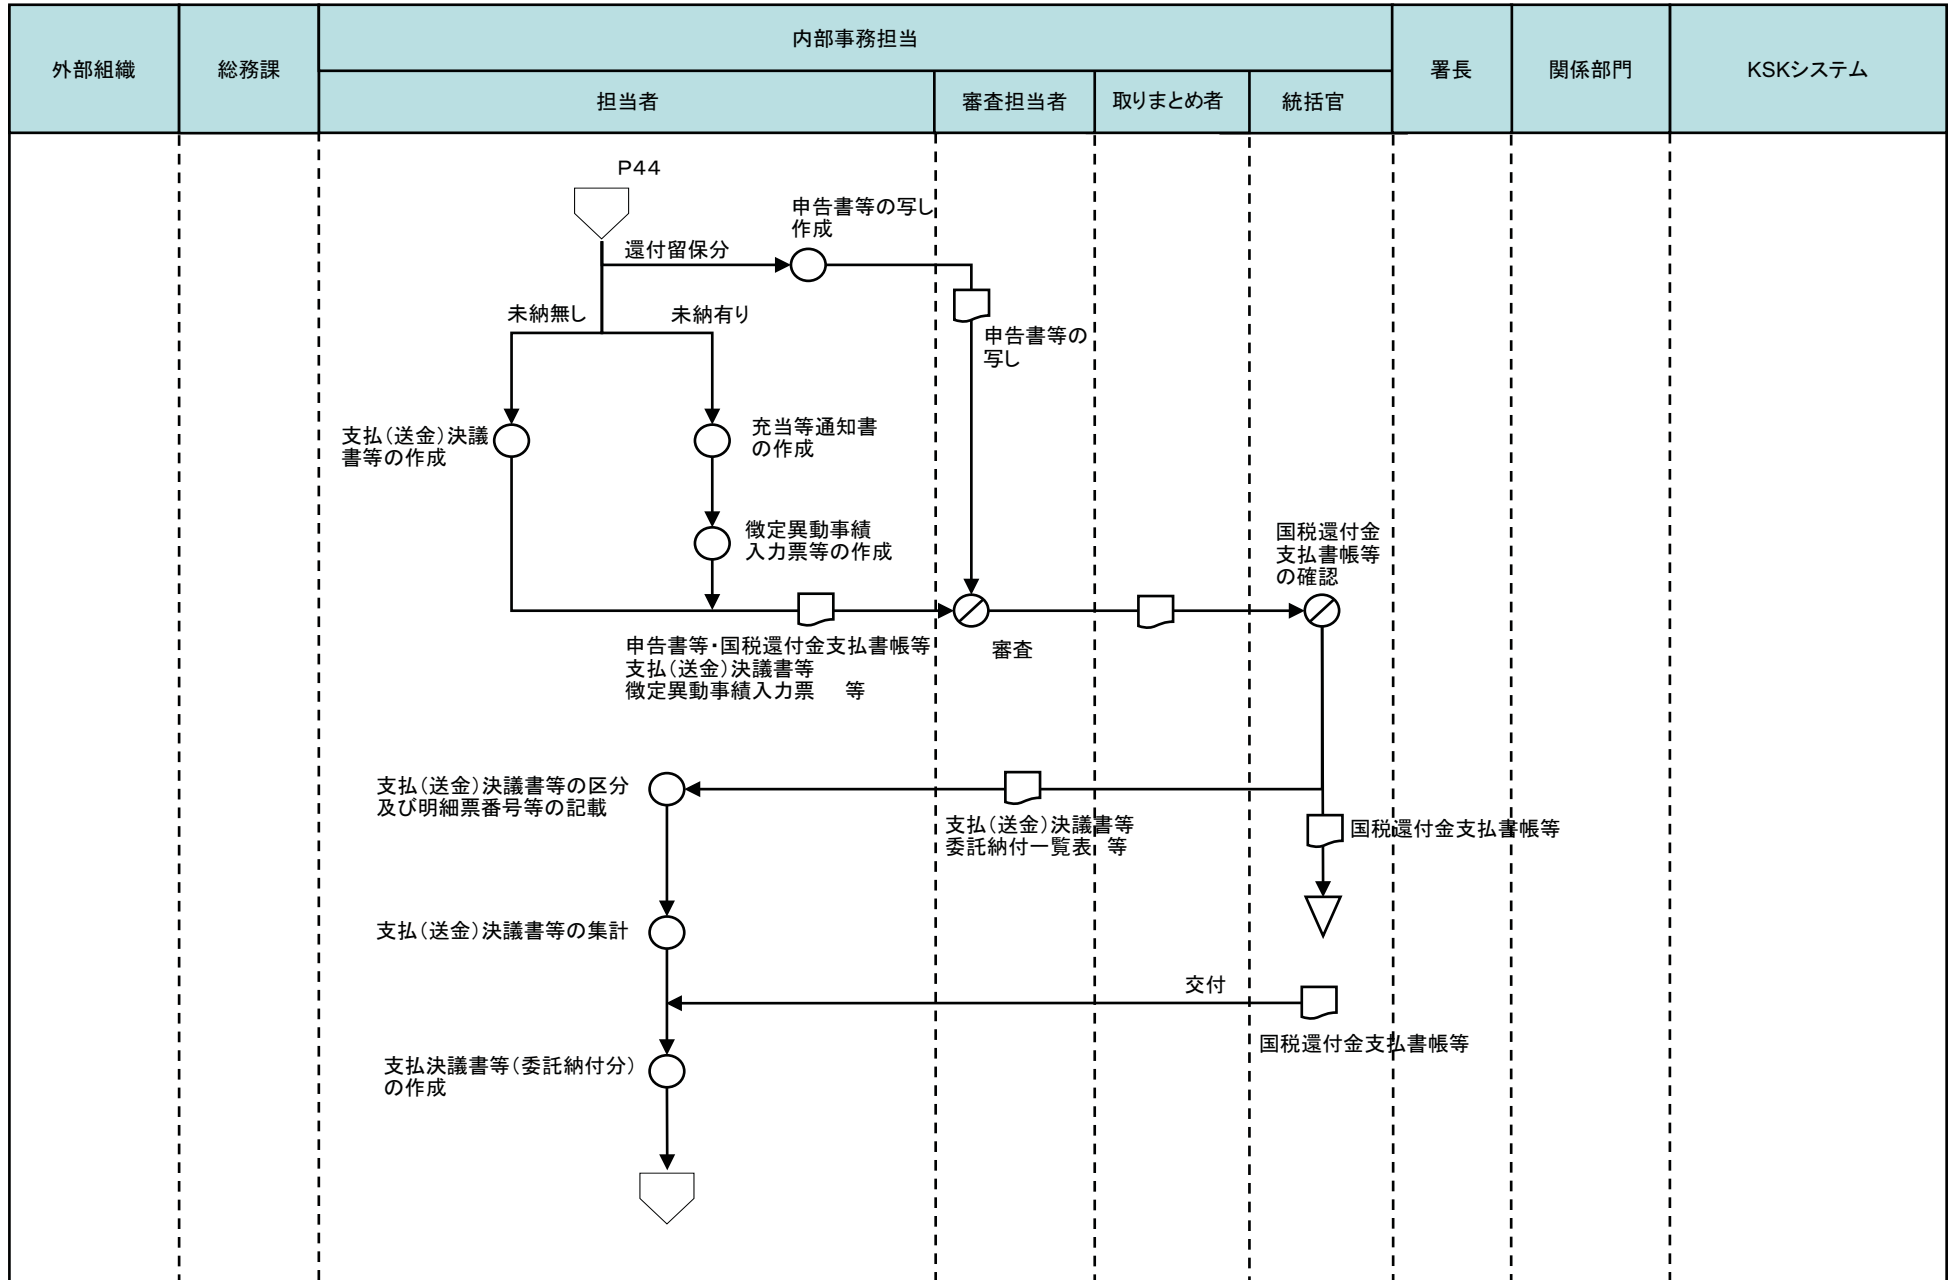 外部組織
総務課
内部事務担当
担当者
審査担当者
取りまとめ者
統括官
署長
関係部門
KSKシステム
P44
申告書等の写し
作成
還付留保分
未納無し
未納有り
申告書等の
写し
支払(送金)決議
書等の作成
充当等通知書
の作成
徴定異動事績
入力票等の作成
国税還付金
支払書帳等
の確認
申告書等・国税還付金支払書帳等
支払(送金)決議書等
徴定異動事績入力票 等
審査
支払(送金)決議書等の区分
及び明細票番号等の記載
支払(送金)決議書等
委託納付一覧表 等
国税還付金支払書帳等
支払(送金)決議書等の集計
交付
国税還付金支払書帳等
支払決議書等(委託納付分)
の作成